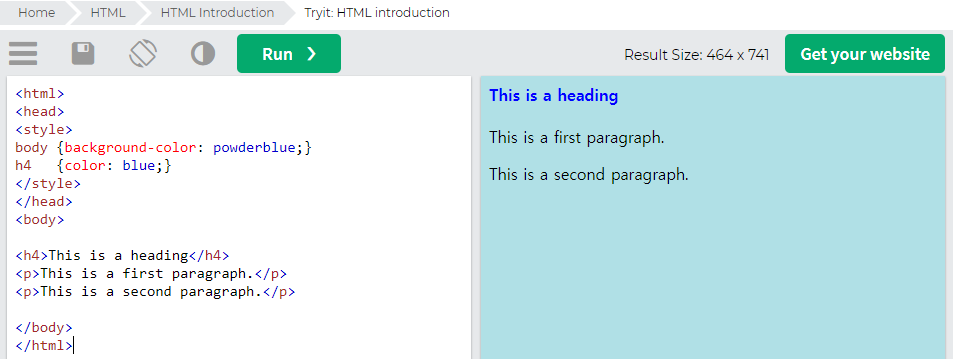 Home HTML HTML Introduction Tryit: HTML introduction
Run ❯ Result Size: 464 x 741 Get your website
<html>
<head>
<style>
body {background-color: powderblue;}
h4   {color: blue;}
</style>
</head>
<body>
<h4>This is a heading</h4>
<p>This is a first paragraph.</p>
<p>This is a second paragraph.</p>
</body>
</html>
This is a heading
This is a first paragraph.
This is a second paragraph.